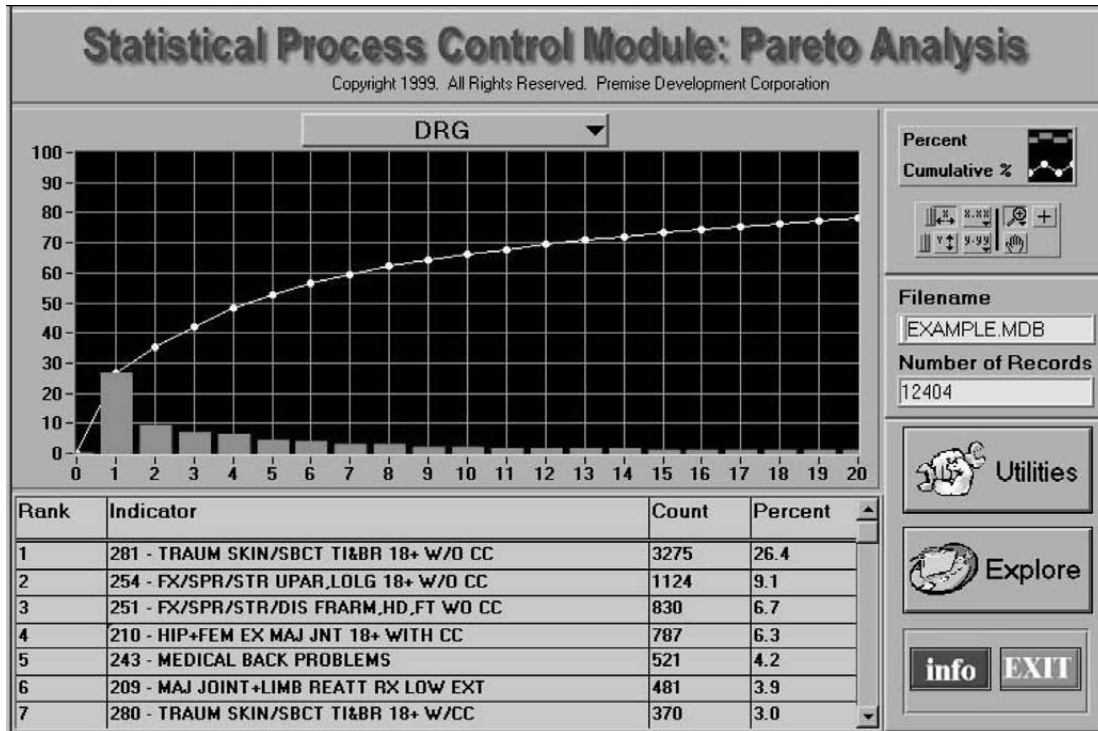 Statistical Process Control Module: Pareto Analysis
Copyright 1999. All Rights Reserved. Premise Development Corporation
DRG
100
90
80
70
60
50
40
30
20
10
0
0 1 2 3 4 5 6 7 8 9 10 11 12 13 14 15 16 17 18 19 20
Percent
Cumulative %
X x.xx
Y y.yy
Filename
EXAMPLE.MDB
Number of Records
12404
Utilities
Explore
info EXIT
Rank Indicator Count Percent
1 281 - TRAUM SKIN/SBCT TI&BR 18+ W/O CC 3275 26.4
2 254 - FX/SPR/STR UPAR,LOLG 18+ W/O CC 1124 9.1
3 251 - FX/SPR/STR/DIS FRARM,HD,FT WO CC 830 6.7
4 210 - HIP+FEM EX MAJ JNT 18+ WITH CC 787 6.3
5 243 - MEDICAL BACK PROBLEMS 521 4.2
6 209 - MAJ JOINT+LIMB REATT RX LOW EXT 481 3.9
7 280 - TRAUM SKIN/SBCT TI&BR 18+ W/CC 370 3.0